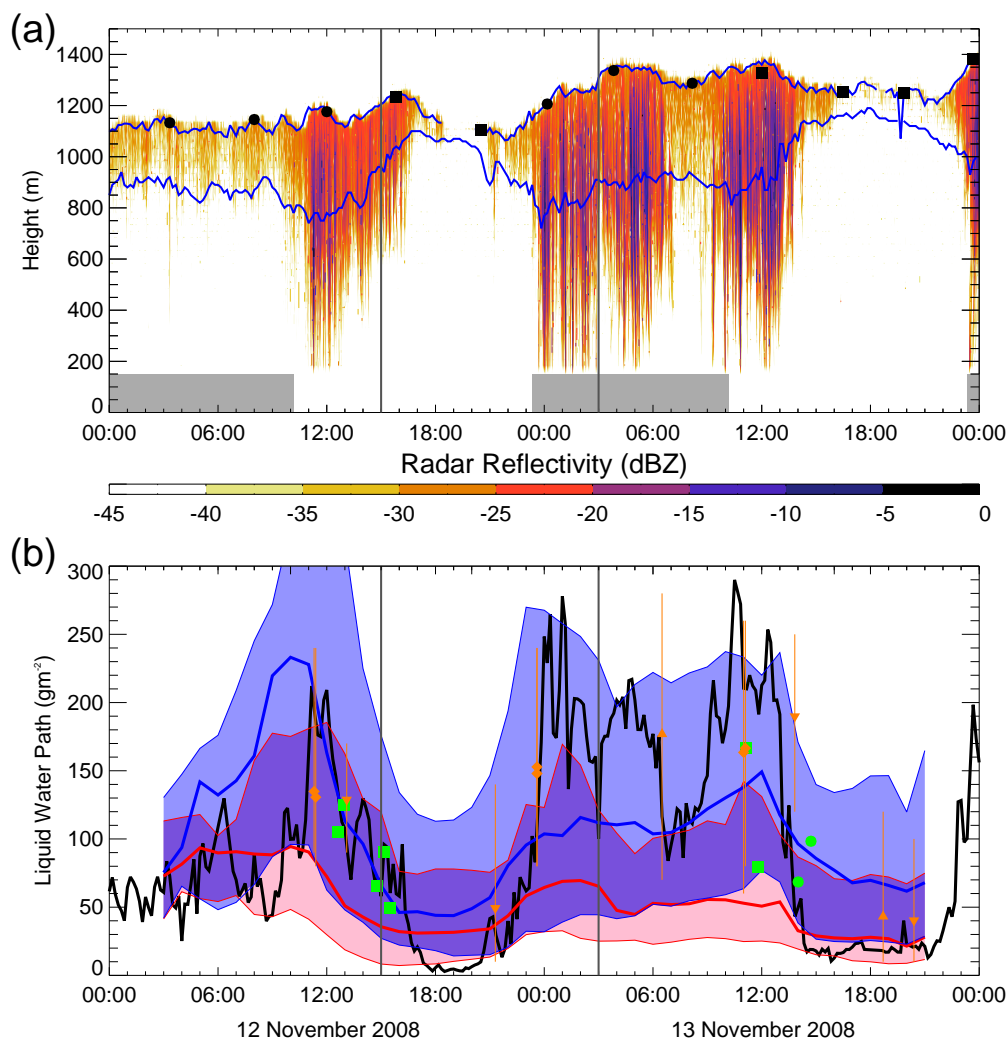 (a)
Height (m)
1400
1200
1000
800
600
400
200
0
00:00 06:00 12:00 18:00 00:00 06:00 12:00 18:00 00:00
Radar Reflectivity (dBZ)
-45 -40 -35 -30 -25 -20 -15 -10 -5 0
(b)
Liquid Water Path (gm⁻²)
300
250
200
150
100
50
0
00:00 06:00 12:00 18:00 00:00 06:00 12:00 18:00 00:00
12 November 2008 13 November 2008